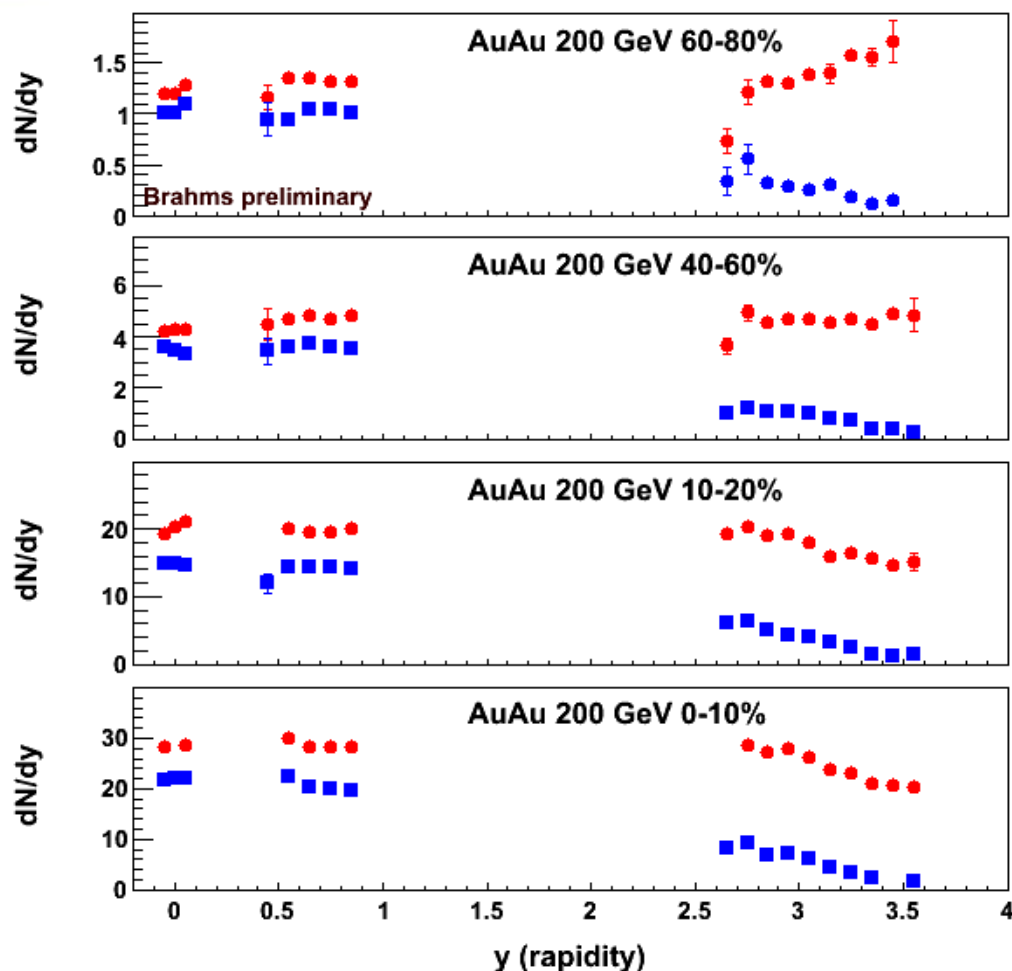 AuAu 200 GeV 60-80%
dN/dy
1.5
1
0.5
0
Brahms preliminary
AuAu 200 GeV 40-60%
dN/dy
6
4
2
0
AuAu 200 GeV 10-20%
dN/dy
20
10
0
AuAu 200 GeV 0-10%
dN/dy
30
20
10
0
0 0.5 1 1.5 2 2.5 3 3.5 4
y (rapidity)